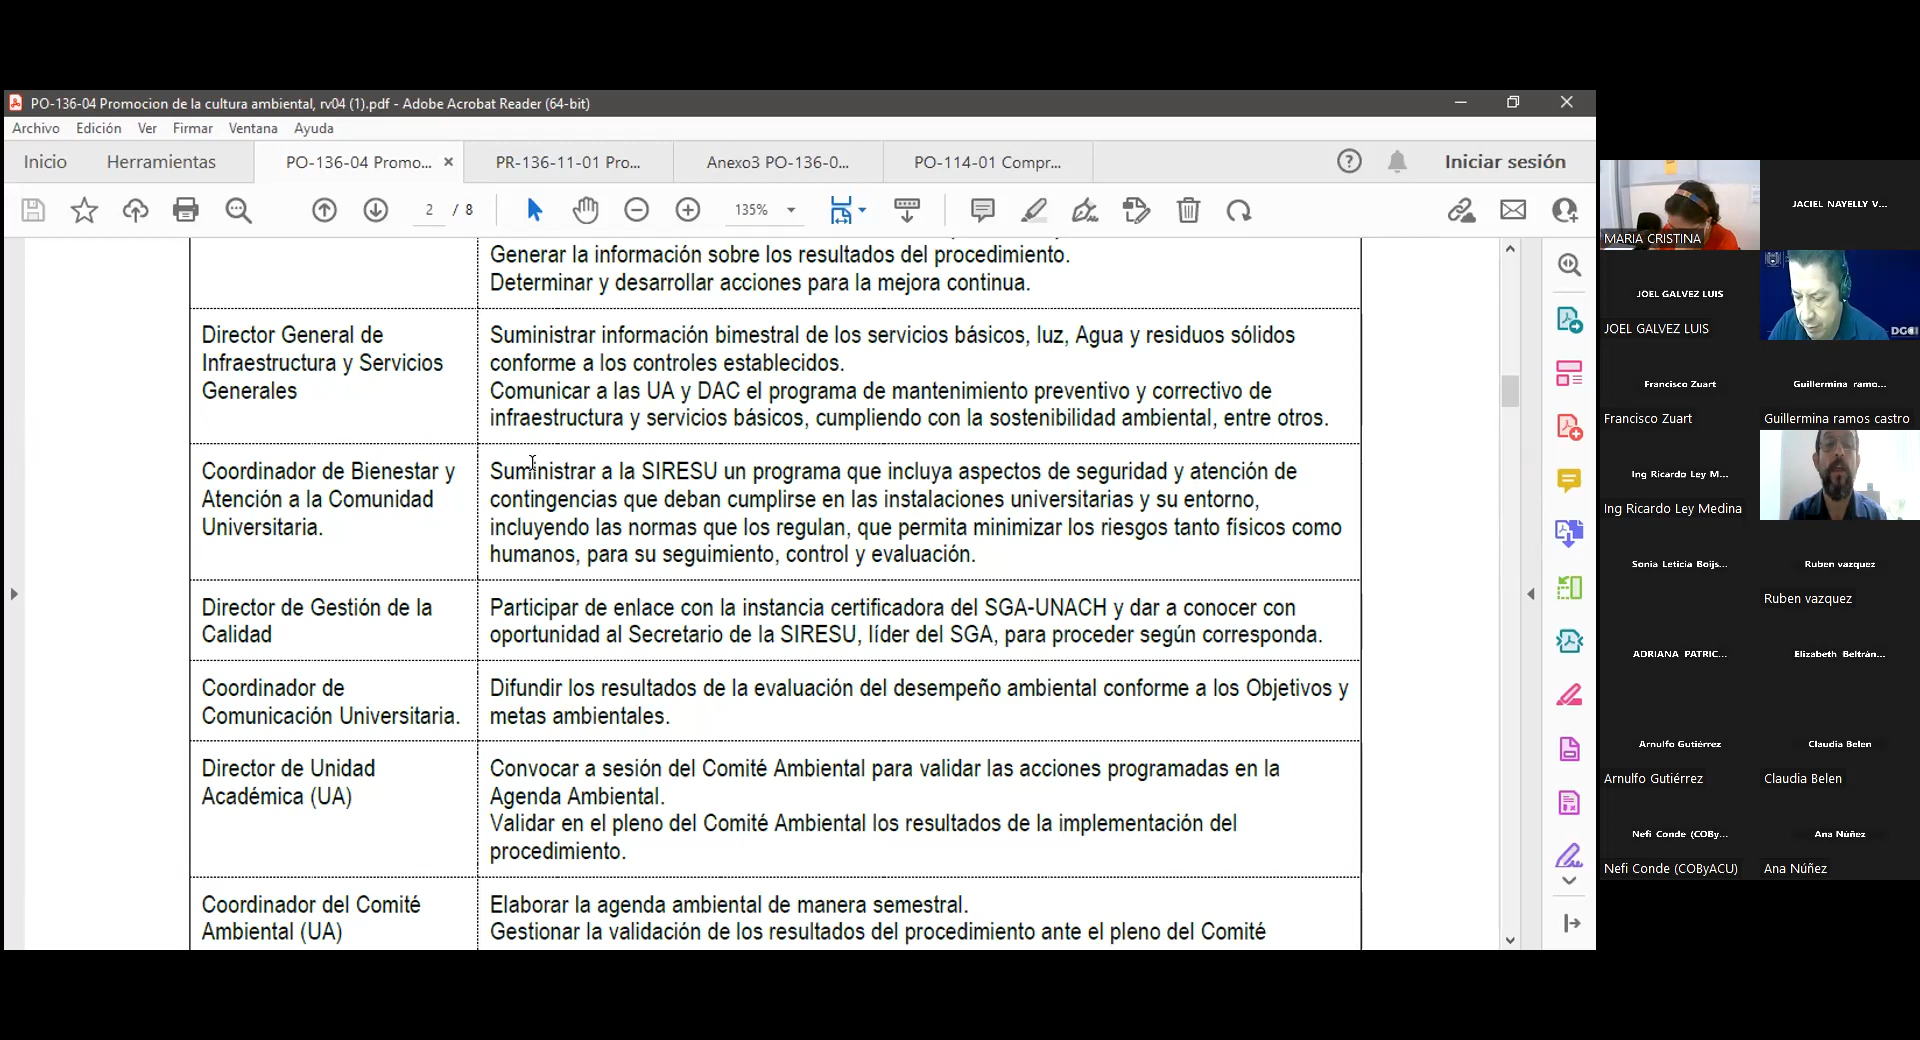 PO-136-04 Promocion de la cultura ambiental, rv04 (1).pdf - Adobe Acrobat Reader (64-bit)
Archivo Edición Ver Firmar Ventana Ayuda
Inicio Herramientas PO-136-04 Promo... PR-136-11-01 Pro... Anexo3 PO-136-0... PO-114-01 Compr... Iniciar sesión
2 / 8 135%
Generar la información sobre los resultados del procedimiento.
Determinar y desarrollar acciones para la mejora continua.
Director General de
Infraestructura y Servicios
Generales
Suministrar información bimestral de los servicios básicos, luz, Agua y residuos sólidos
conforme a los controles establecidos.
Comunicar a las UA y DAC el programa de mantenimiento preventivo y correctivo de
infraestructura y servicios básicos, cumpliendo con la sostenibilidad ambiental, entre otros.
Coordinador de Bienestar y
Atención a la Comunidad
Universitaria.
Suministrar a la SIRESU un programa que incluya aspectos de seguridad y atención de
contingencias que deban cumplirse en las instalaciones universitarias y su entorno,
incluyendo las normas que los regulan, que permita minimizar los riesgos tanto físicos como
humanos, para su seguimiento, control y evaluación.
Director de Gestión de la
Calidad
Participar de enlace con la instancia certificadora del SGA-UNACH y dar a conocer con
oportunidad al Secretario de la SIRESU, líder del SGA, para proceder según corresponda.
Coordinador de
Comunicación Universitaria.
Difundir los resultados de la evaluación del desempeño ambiental conforme a los Objetivos y
metas ambientales.
Director de Unidad
Académica (UA)
Convocar a sesión del Comité Ambiental para validar las acciones programadas en la
Agenda Ambiental.
Validar en el pleno del Comité Ambiental los resultados de la implementación del
procedimiento.
Coordinador del Comité
Ambiental (UA)
Elaborar la agenda ambiental de manera semestral.
Gestionar la validación de los resultados del procedimiento ante el pleno del Comité
MARIA CRISTINA
JACIEL NAYELLY V...
JOEL GALVEZ LUIS
JOEL GALVEZ LUIS
DGCI
Francisco Zuart
Francisco Zuart
Guillermina ramo...
Guillermina ramos castro
Ing Ricardo Ley M...
Ing Ricardo Ley Medina
Sonia Leticia Boijs...
Ruben vazquez
Ruben vazquez
ADRIANA PATRIC...
Elizabeth Beltrán...
Arnulfo Gutiérrez
Arnulfo Gutiérrez
Claudia Belen
Claudia Belen
Nefi Conde (COBy...
Nefi Conde (COByACU)
Ana Núñez
Ana Núñez